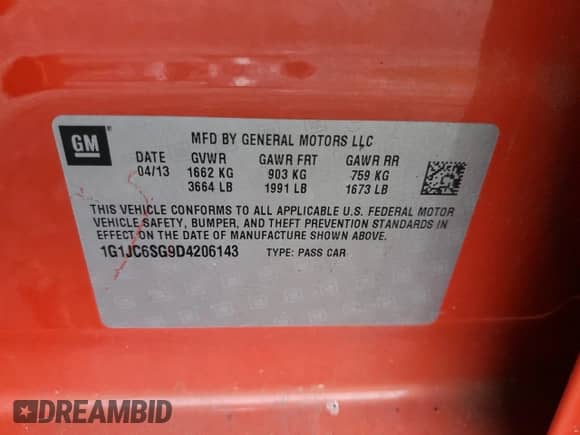 GM
MFD BY GENERAL MOTORS LLC
DATE GVWR GAWR FRT GAWR RR
04/13 1662 KG 903 KG 759 KG
3664 LB 1991 LB 1673 LB
THIS VEHICLE CONFORMS TO ALL APPLICABLE U.S. FEDERAL MOTOR
VEHICLE SAFETY, BUMPER, AND THEFT PREVENTION STANDARDS IN
EFFECT ON THE DATE OF MANUFACTURE SHOWN ABOVE.
1G1JC6SG9D4206143 TYPE: PASS CAR
DREAMBID